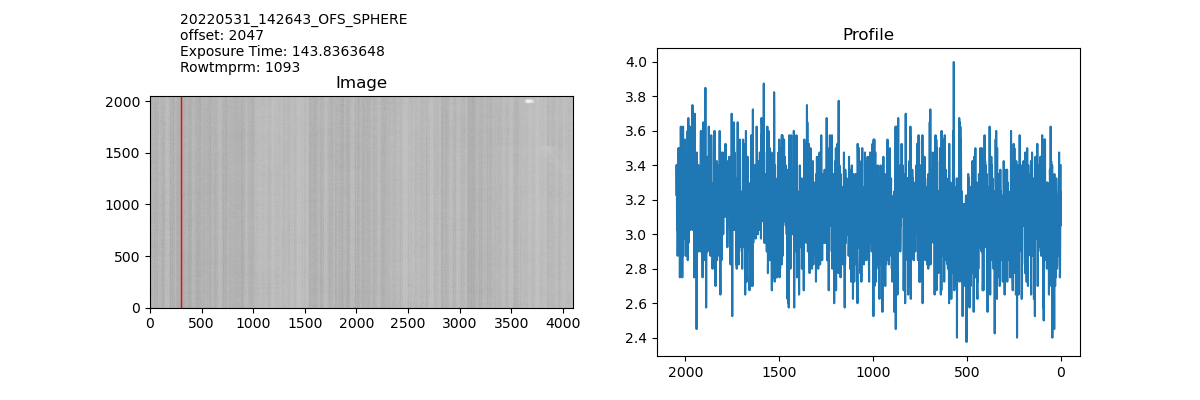 20220531_142643_OFS_SPHERE
offset: 2047
Exposure Time: 143.8363648
Rowtmprm: 1093
Image
2000
1500
1000
500
0
0 500 1000 1500 2000 2500 3000 3500 4000
Profile
4.0
3.8
3.6
3.4
3.2
3.0
2.8
2.6
2.4
2000 1500 1000 500 0